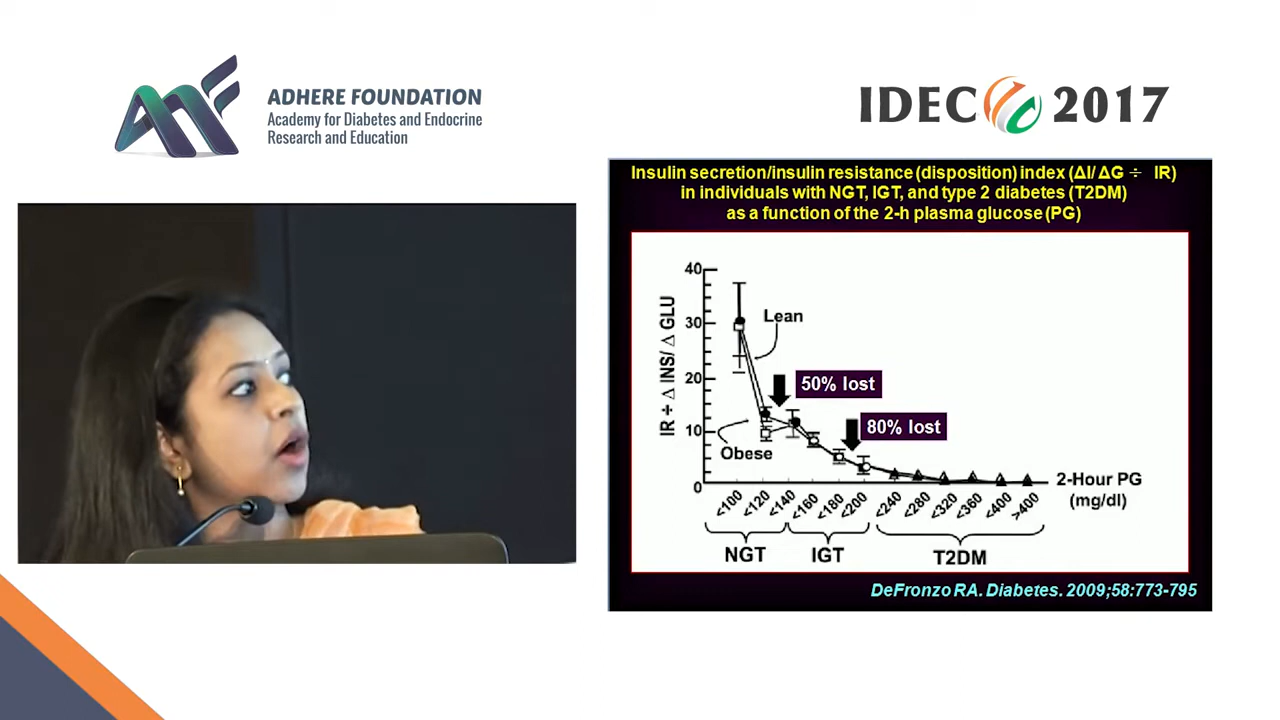 ADHERE FOUNDATION
Academy for Diabetes and Endocrine
Research and Education
IDEC 2017
Insulin secretion/insulin resistance (disposition) index (ΔI/ ΔG ÷ IR)
in individuals with NGT, IGT, and type 2 diabetes (T2DM)
as a function of the 2-h plasma glucose (PG)
IR ÷ Δ INS/ Δ GLU
40
30
20
10
0
Lean
Obese
50% lost
80% lost
<100
<120
<140
<160
<180
<200
<240
<280
<320
<360
<400
>400
2-Hour PG
(mg/dl)
NGT
IGT
T2DM
DeFronzo RA. Diabetes. 2009;58:773-795